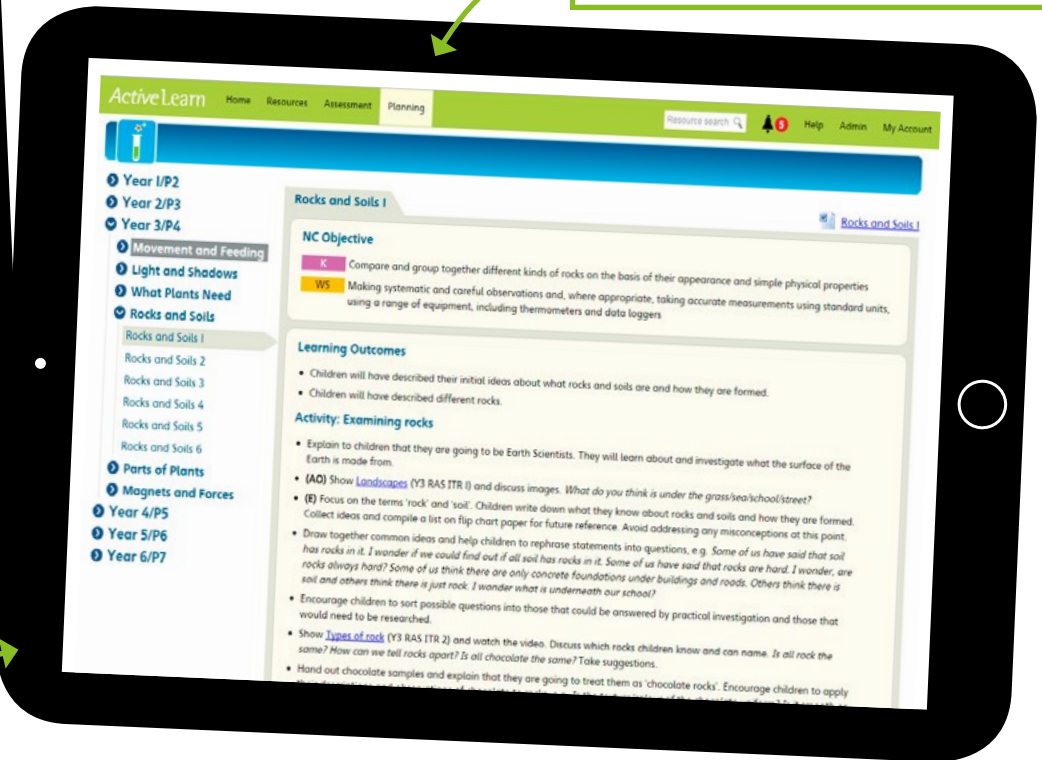 ActiveLearn Home Resources Assessment Planning Resource search 5 Help Admin My Account
Year 1/P2
Year 2/P3
Year 3/P4
Movement and Feeding
Light and Shadows
What Plants Need
Rocks and Soils
Rocks and Soils 1
Rocks and Soils 2
Rocks and Soils 3
Rocks and Soils 4
Rocks and Soils 5
Rocks and Soils 6
Parts of Plants
Magnets and Forces
Year 4/P5
Year 5/P6
Year 6/P7
Rocks and Soils 1
Rocks and Soils 1
NC Objective
K Compare and group together different kinds of rocks on the basis of their appearance and simple physical properties
WS Making systematic and careful observations and, where appropriate, taking accurate measurements using standard units,
using a range of equipment, including thermometers and data loggers
Learning Outcomes
• Children will have described their initial ideas about what rocks and soils are and how they are formed.
• Children will have described different rocks.
Activity: Examining rocks
• Explain to children that they are going to be Earth Scientists. They will learn about and investigate what the surface of the
Earth is made from.
• (AO) Show Landscapes (Y3 RAS ITR 1) and discuss images. What do you think is under the grass/sea/school/street?
• (E) Focus on the terms 'rock' and 'soil'. Children write down what they know about rocks and soils and how they are formed.
Collect ideas and compile a list on flip chart paper for future reference. Avoid addressing any misconceptions at this point.
• Draw together common ideas and help children to rephrase statements into questions, e.g. Some of us have said that soil
has rocks in it. I wonder if we could find out if all soil has rocks in it. Some of us have said that rocks are hard. I wonder, are
rocks always hard? Some of us think there are only concrete foundations under buildings and roads. Others think there is
soil and others think there is just rock. I wonder what is underneath our school?
• Encourage children to sort possible questions into those that could be answered by practical investigation and those that
would need to be researched.
• Show Types of rock (Y3 RAS ITR 2) and watch the video. Discuss which rocks children know and can name. Is all rock the
same? How can we tell rocks apart? Is all chocolate the same? Take suggestions.
• Hand out chocolate samples and explain that they are going to treat them as 'chocolate rocks'. Encourage children to apply